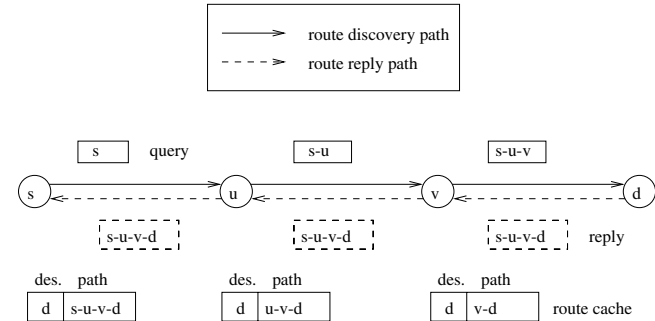 route discovery path
route reply path
s query s-u s-u-v
s u v d
s-u-v-d s-u-v-d s-u-v-d reply
des. path des. path des. path
d s-u-v-d d u-v-d d v-d route cache